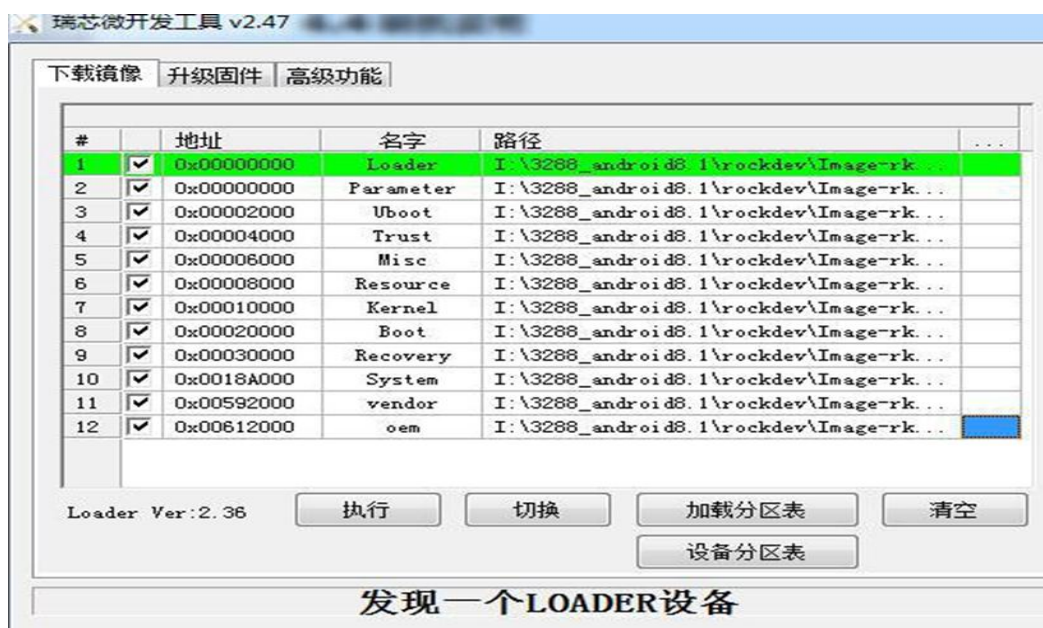 瑞芯微开发工具 v2.47
下载镜像 升级固件 高级功能
# 地址 名字 路径 ...
1 0x00000000 Loader I:\3288_android8.1\rockdev\Image-rk...
2 0x00000000 Parameter I:\3288_android8.1\rockdev\Image-rk...
3 0x00002000 Uboot I:\3288_android8.1\rockdev\Image-rk...
4 0x00004000 Trust I:\3288_android8.1\rockdev\Image-rk...
5 0x00006000 Misc I:\3288_android8.1\rockdev\Image-rk...
6 0x00008000 Resource I:\3288_android8.1\rockdev\Image-rk...
7 0x00010000 Kernel I:\3288_android8.1\rockdev\Image-rk...
8 0x00020000 Boot I:\3288_android8.1\rockdev\Image-rk...
9 0x00030000 Recovery I:\3288_android8.1\rockdev\Image-rk...
10 0x0018A000 System I:\3288_android8.1\rockdev\Image-rk...
11 0x00592000 vendor I:\3288_android8.1\rockdev\Image-rk...
12 0x00612000 oem I:\3288_android8.1\rockdev\Image-rk...
Loader Ver:2.36 执行 切换 加载分区表 清空
设备分区表
发现一个LOADER设备